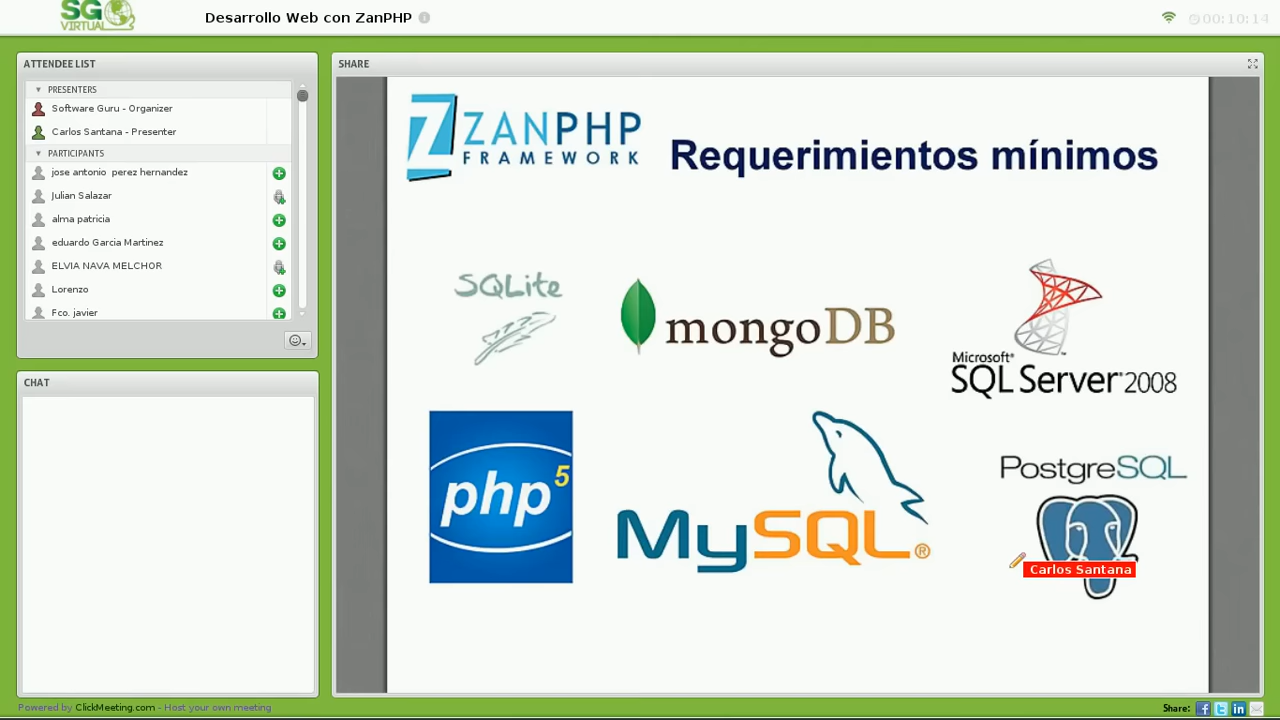 SG
VIRTUAL
Desarrollo Web con ZanPHP
00:10:14
ATTENDEE LIST
PRESENTERS
Software Guru - Organizer
Carlos Santana - Presenter
PARTICIPANTS
jose antonio perez hernandez
Julian Salazar
alma patricia
eduardo Garcia Martinez
ELVIA NAVA MELCHOR
Lorenzo
Fco. javier
CHAT
SHARE
Z ZANPHP
FRAMEWORK
Requerimientos mínimos
SQLite
mongoDB
Microsoft®
SQL Server® 2008
php5
MySQL®
PostgreSQL
Carlos Santana
Powered by ClickMeeting.com - Host your own meeting
Share: